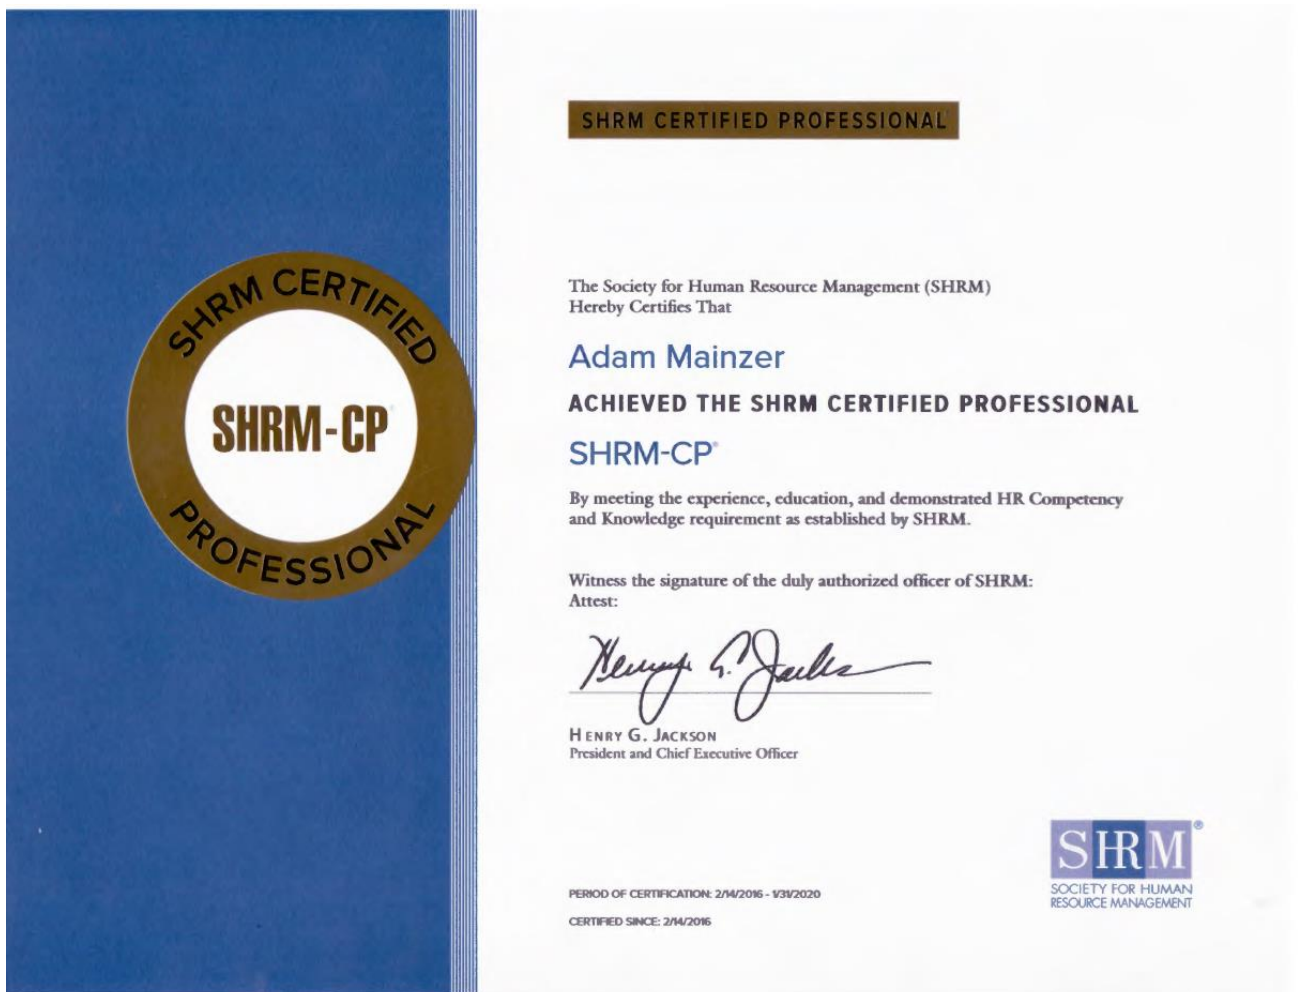 SHRM CERTIFIED PROFESSIONAL
SHRM CERTIFIED
SHRM-CP
PROFESSIONAL
The Society for Human Resource Management (SHRM)
Hereby Certifies That
Adam Mainzer
ACHIEVED THE SHRM CERTIFIED PROFESSIONAL
SHRM-CP®
By meeting the experience, education, and demonstrated HR Competency
and Knowledge requirement as established by SHRM.
Witness the signature of the duly authorized officer of SHRM:
Attest:
Henry G. Jackson
HENRY G. JACKSON
President and Chief Executive Officer
PERIOD OF CERTIFICATION: 2/14/2016 - 1/31/2020
CERTIFIED SINCE: 2/14/2016
SHRM®
SOCIETY FOR HUMAN
RESOURCE MANAGEMENT